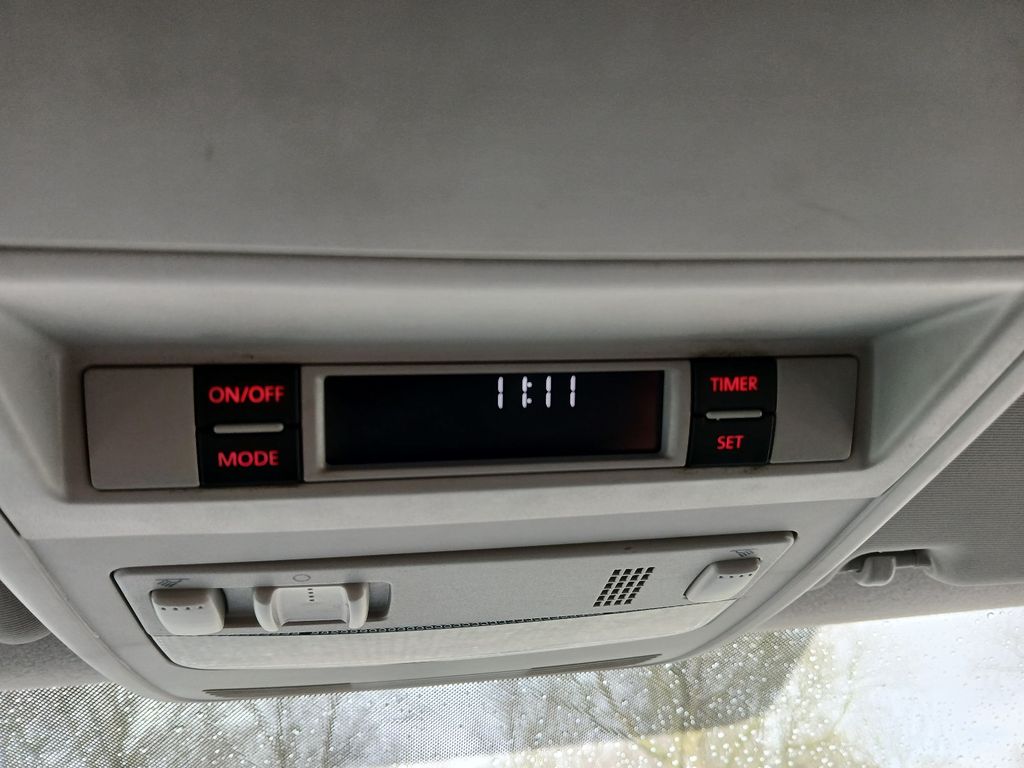 ON/OFF
MODE
11:11
TIMER
SET